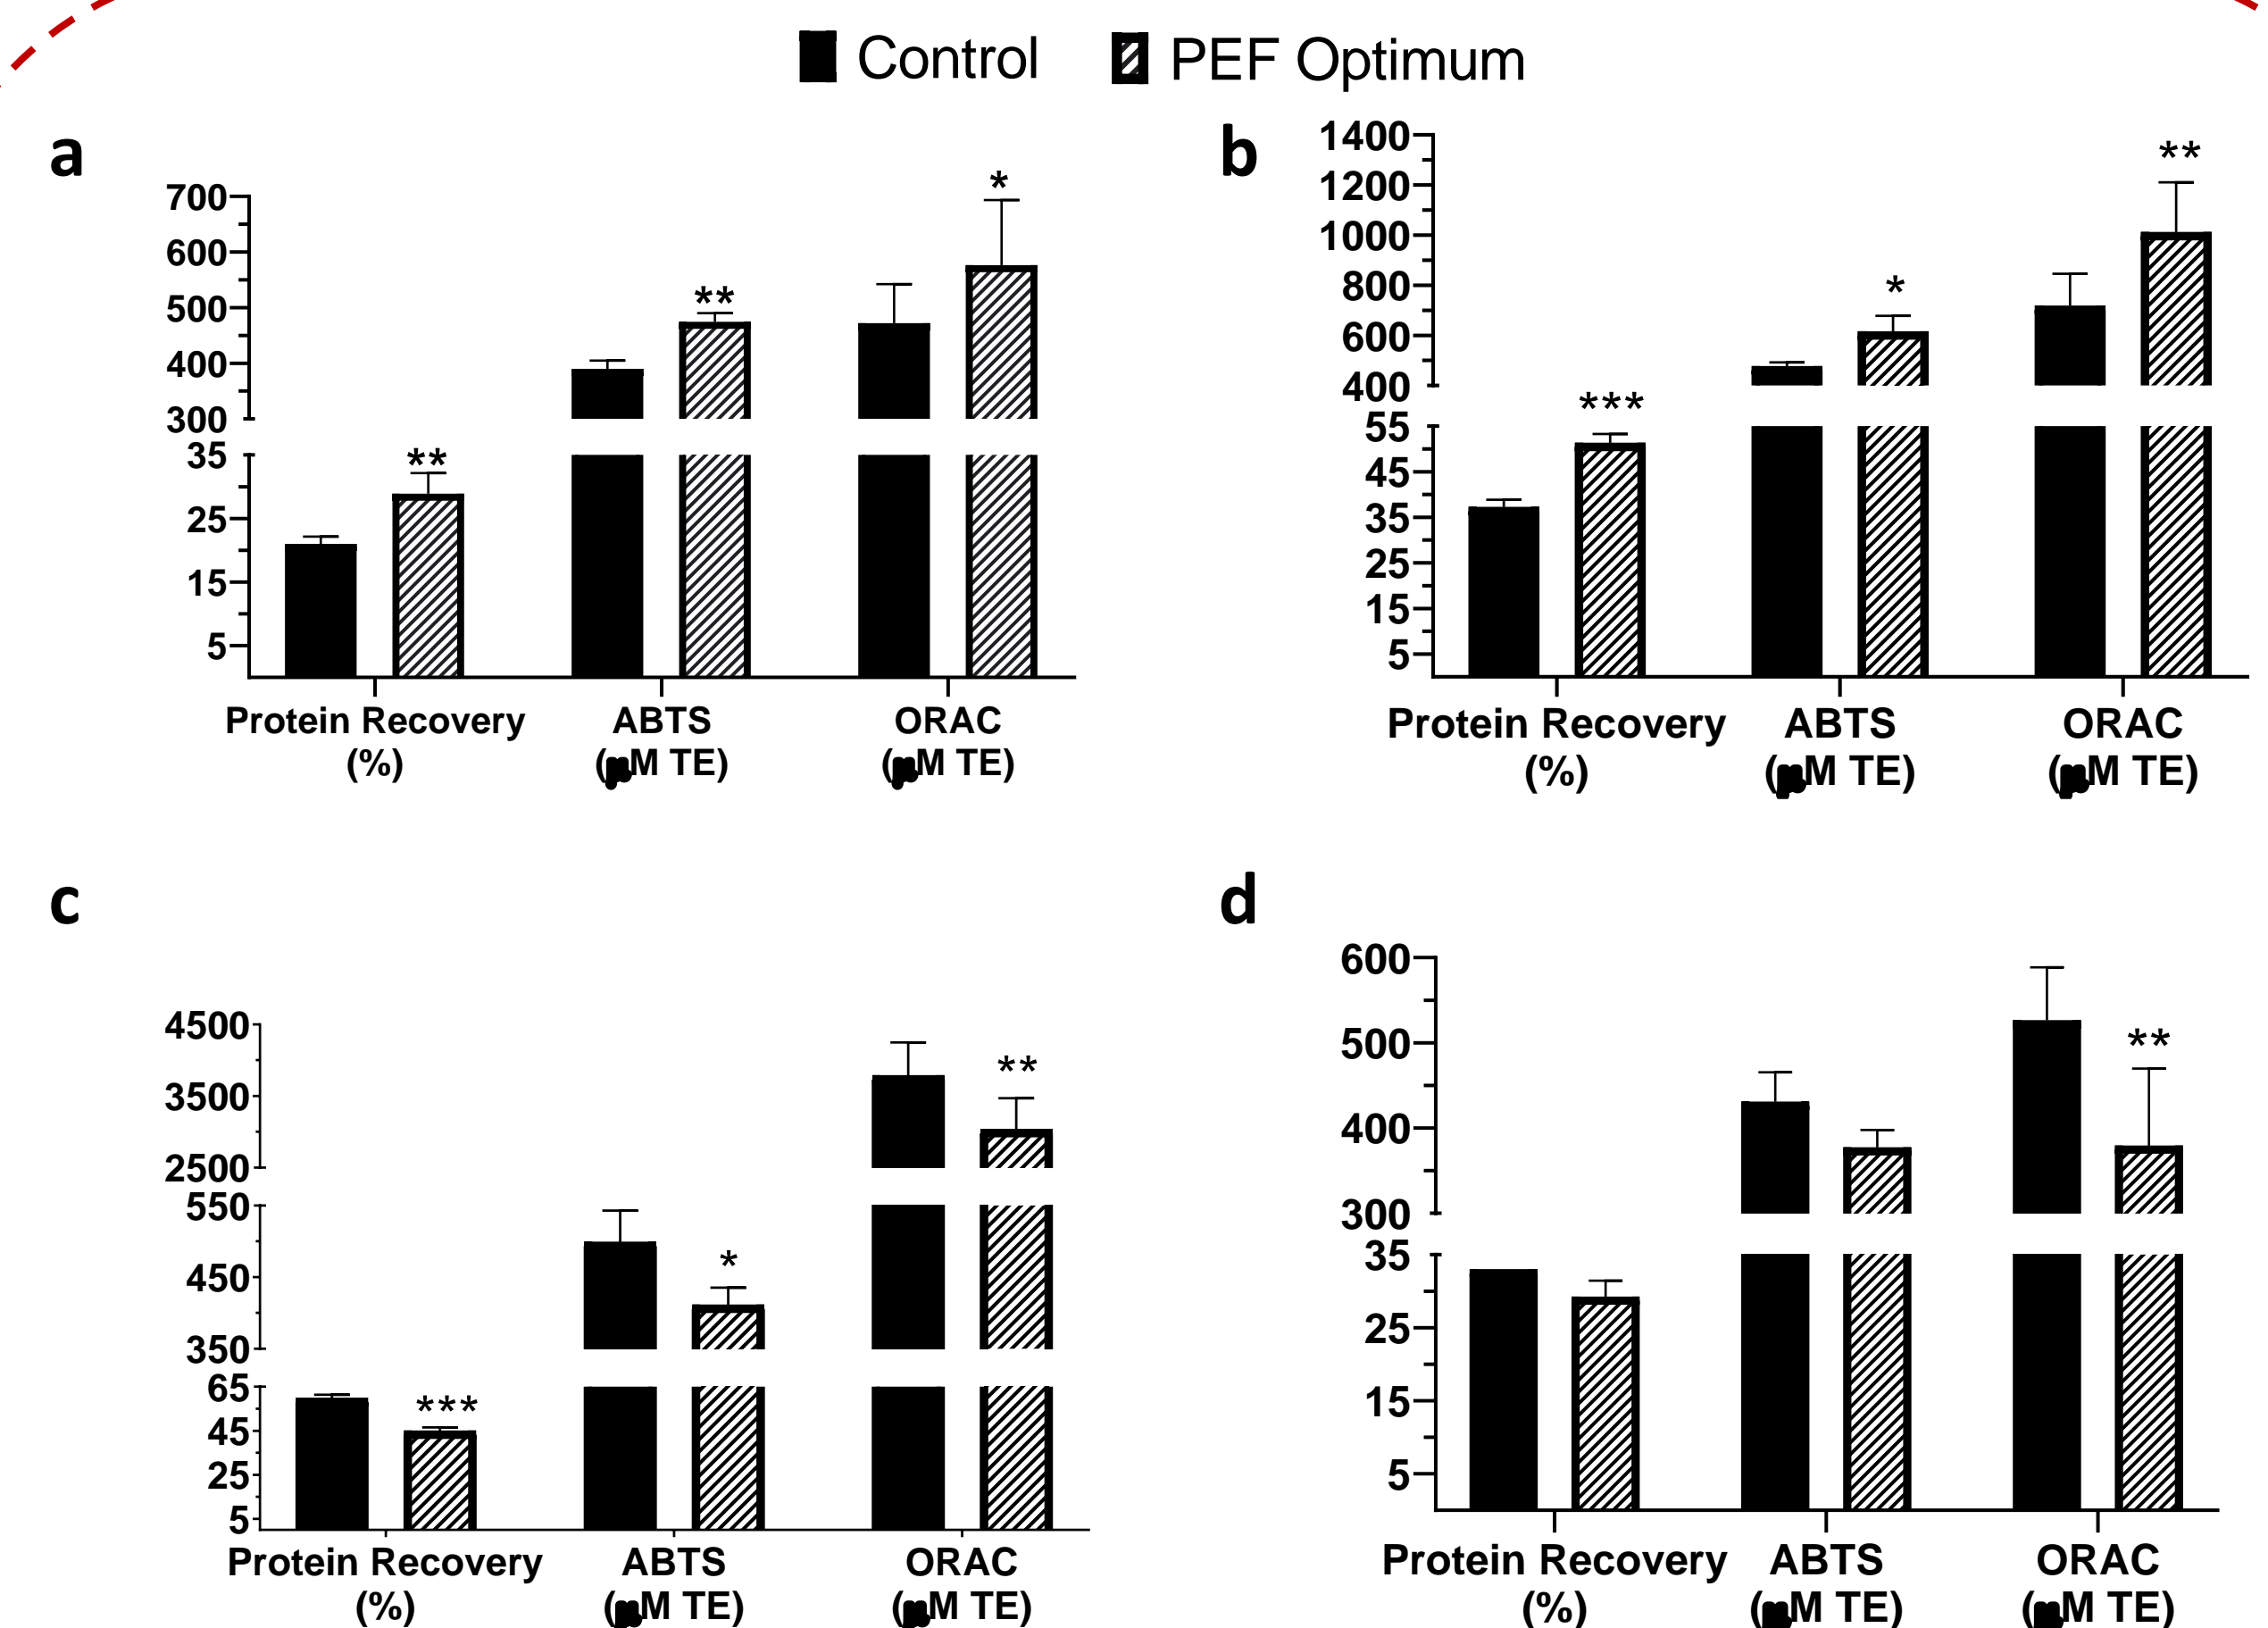 Control PEF Optimum
a
700
600
500
400
300
35
25
15
5
*
**
**
Protein Recovery (%)
ABTS (μM TE)
ORAC (μM TE)
b
1400
1200
1000
800
600
400
55
45
35
25
15
5
**
*
***
Protein Recovery (%)
ABTS (μM TE)
ORAC (μM TE)
c
4500
3500
2500
550
450
350
65
45
25
5
**
*
***
Protein Recovery (%)
ABTS (μM TE)
ORAC (μM TE)
d
600
500
400
300
35
25
15
5
**
Protein Recovery (%)
ABTS (μM TE)
ORAC (μM TE)